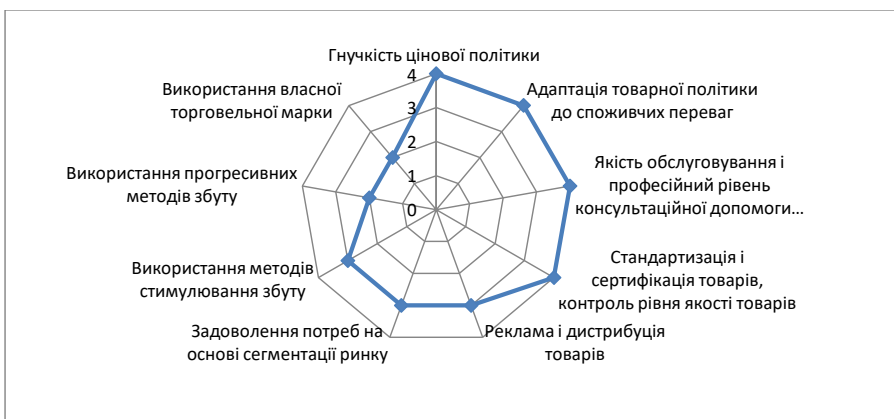 Гнучкість цінової політики
Адаптація товарної політики
до споживчих переваг
Якість обслуговування і
професійний рівень
консультаційної допомоги...
Стандартизація і
сертифікація товарів,
контроль рівня якості товарів
Реклама і дистрибуція
товарів
Задоволення потреб на
основі сегментації ринку
Використання методів
стимулювання збуту
Використання прогресивних
методів збуту
Використання власної
торговельної марки
4
3
2
1
0